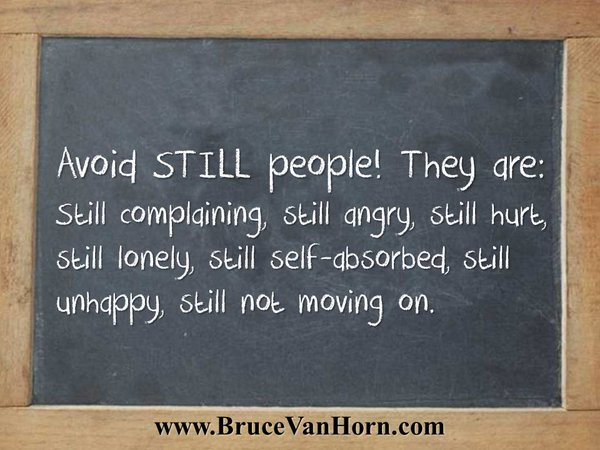 Avoid STILL people! They are:
Still complaining, still angry, still hurt,
still lonely, still self-absorbed, still
unhappy, still not moving on.
www.BruceVanHorn.com